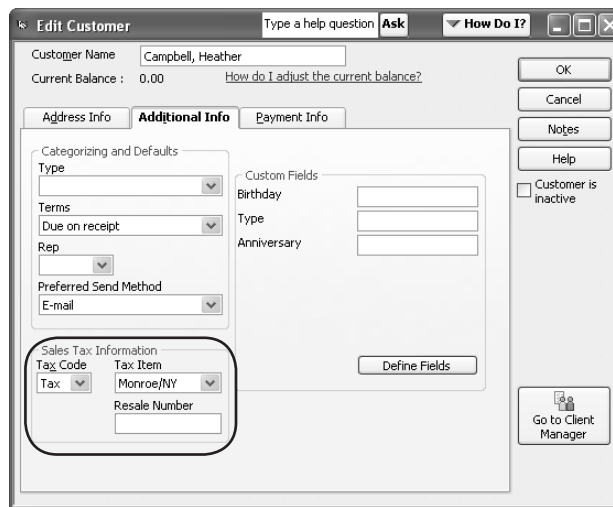 Edit Customer
Type a help question Ask
How Do I?
Customer Name Campbell, Heather
Current Balance : 0.00 How do I adjust the current balance?
Address Info Additional Info Payment Info
Categorizing and Defaults
Type
Terms
Due on receipt
Rep
Preferred Send Method
E-mail
Sales Tax Information
Tax Code Tax Item
Tax Monroe/NY
Resale Number
Custom Fields
Birthday
Type
Anniversary
Define Fields
OK
Cancel
Notes
Help
Customer is
inactive
Go to Client
Manager